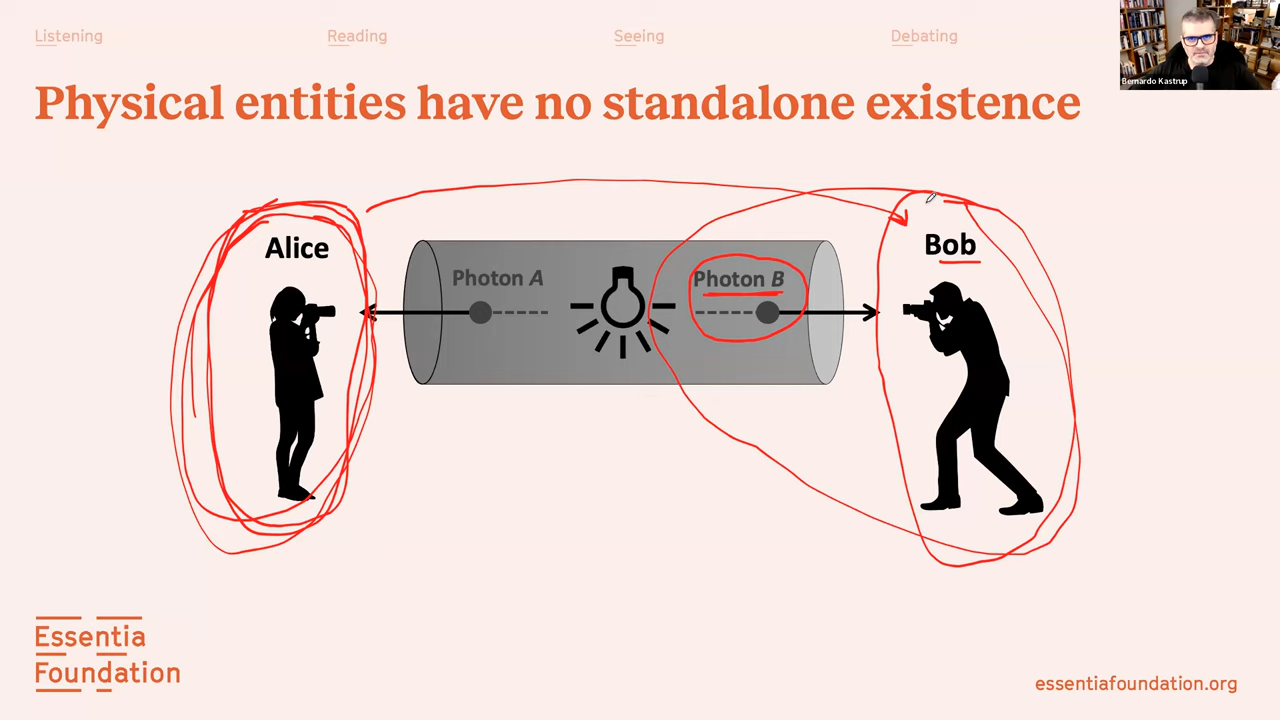 Listening
Reading
Seeing
Debating
Bernardo Kastrup
Physical entities have no standalone existence
Alice
Photon A
Photon B
Bob
Essentia
Foundation
essentiafoundation.org